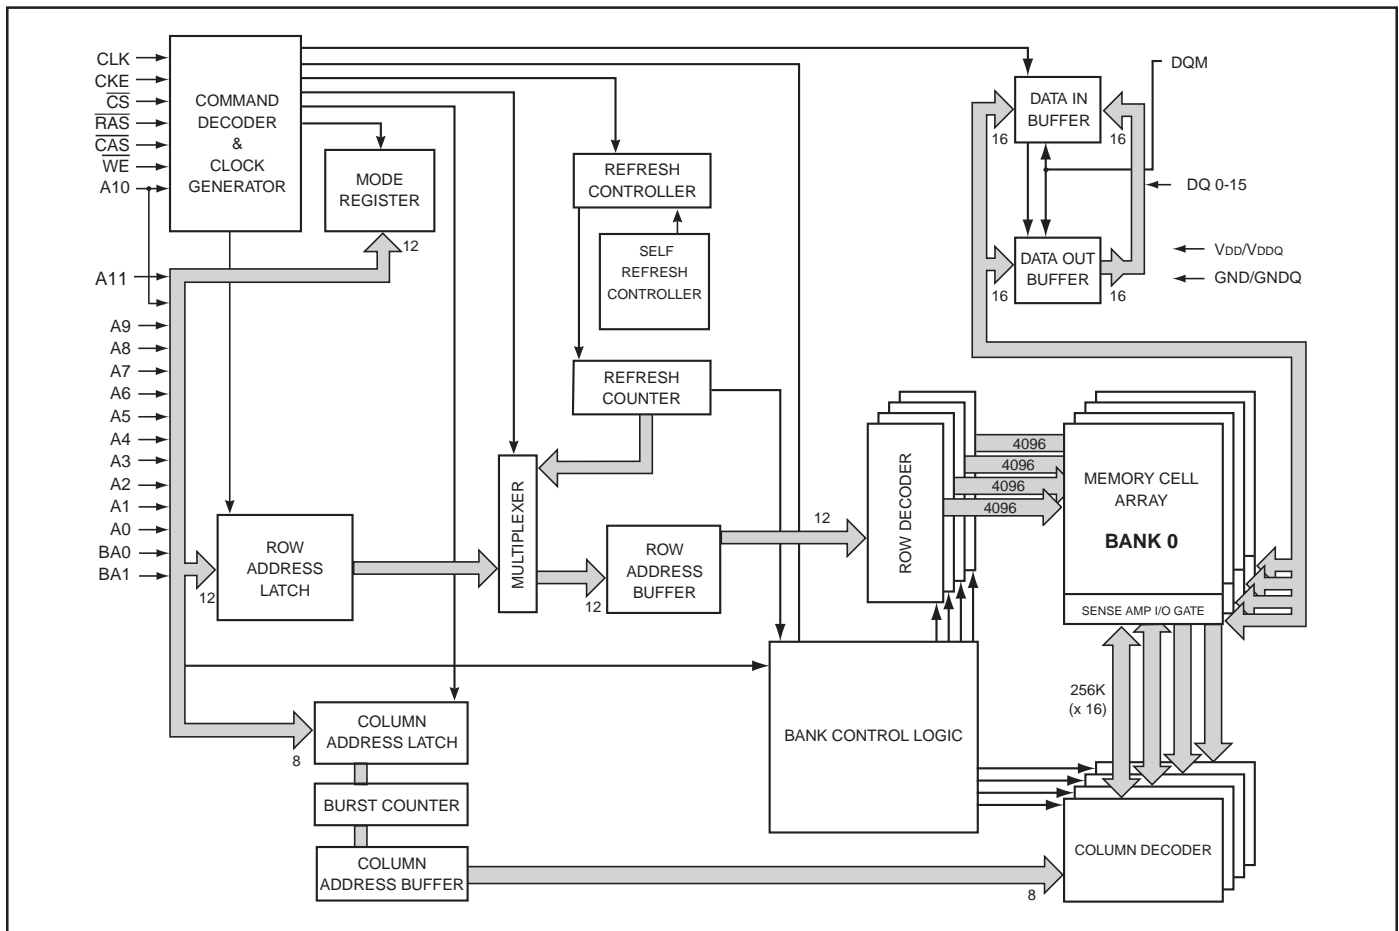 CLK
CKE
CS
RAS
CAS
WE
A10
A11
A9
A8
A7
A6
A5
A4
A3
A2
A1
A0
BA0
BA1
COMMAND
DECODER
&
CLOCK
GENERATOR
MODE
REGISTER
12
REFRESH
CONTROLLER
SELF
REFRESH
CONTROLLER
REFRESH
COUNTER
DATA IN
BUFFER
16
16
DQM
DQ 0-15
DATA OUT
BUFFER
16
16
VDD/VDDQ
GND/GNDQ
ROW
ADDRESS
LATCH
12
MULTIPLEXER
12
ROW
ADDRESS
BUFFER
12
ROW DECODER
4096
4096
4096
4096
MEMORY CELL
ARRAY
BANK 0
SENSE AMP I/O GATE
256K
(x 16)
BANK CONTROL LOGIC
COLUMN
ADDRESS LATCH
8
BURST COUNTER
COLUMN
ADDRESS BUFFER
8
COLUMN DECODER